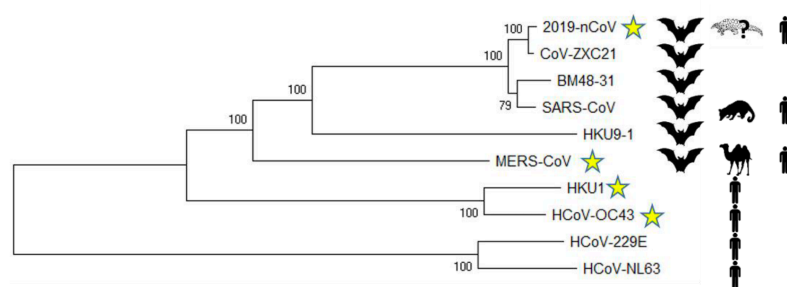 100
2019-nCoV
?
100
CoV-ZXC21
BM48-31
100
79
SARS-CoV
100
HKU9-1
MERS-CoV
HKU1
100
HCoV-OC43
HCoV-229E
100
HCoV-NL63